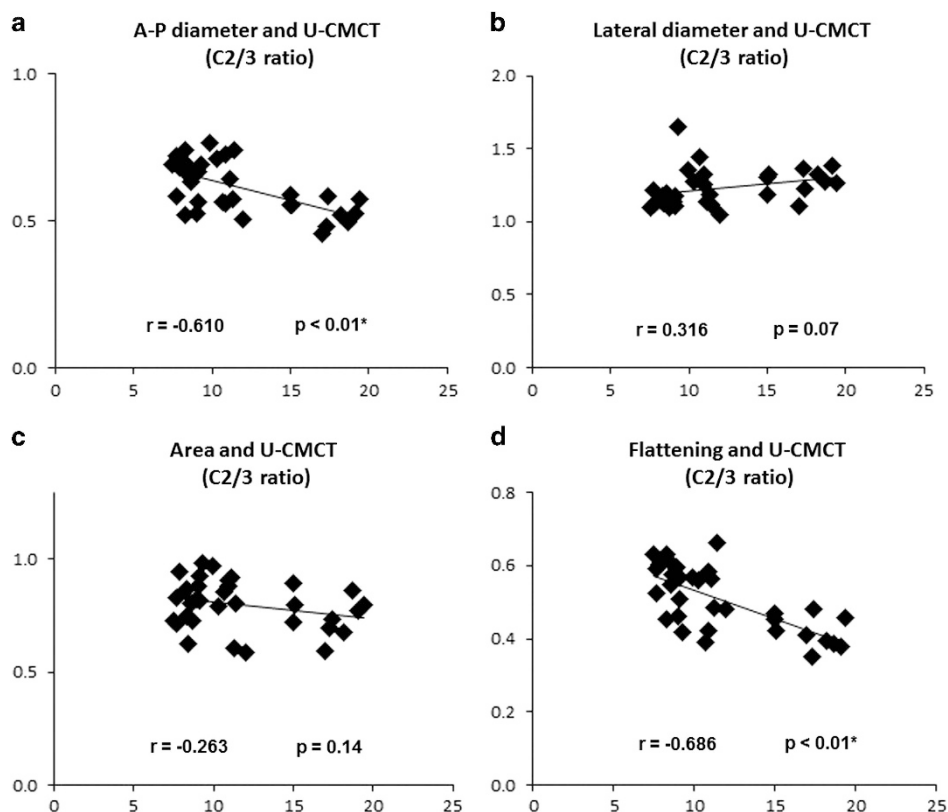 a
A-P diameter and U-CMCT
(C2/3 ratio)
1.0
0.5
0.0
r = -0.610 p < 0.01*
0 5 10 15 20 25
b
Lateral diameter and U-CMCT
(C2/3 ratio)
2.0
1.5
1.0
0.5
0.0
r = 0.316 p = 0.07
0 5 10 15 20 25
c
Area and U-CMCT
(C2/3 ratio)
1.0
0.5
0.0
r = -0.263 p = 0.14
0 5 10 15 20 25
d
Flattening and U-CMCT
(C2/3 ratio)
0.8
0.6
0.4
0.2
0.0
r = -0.686 p < 0.01*
0 5 10 15 20 25